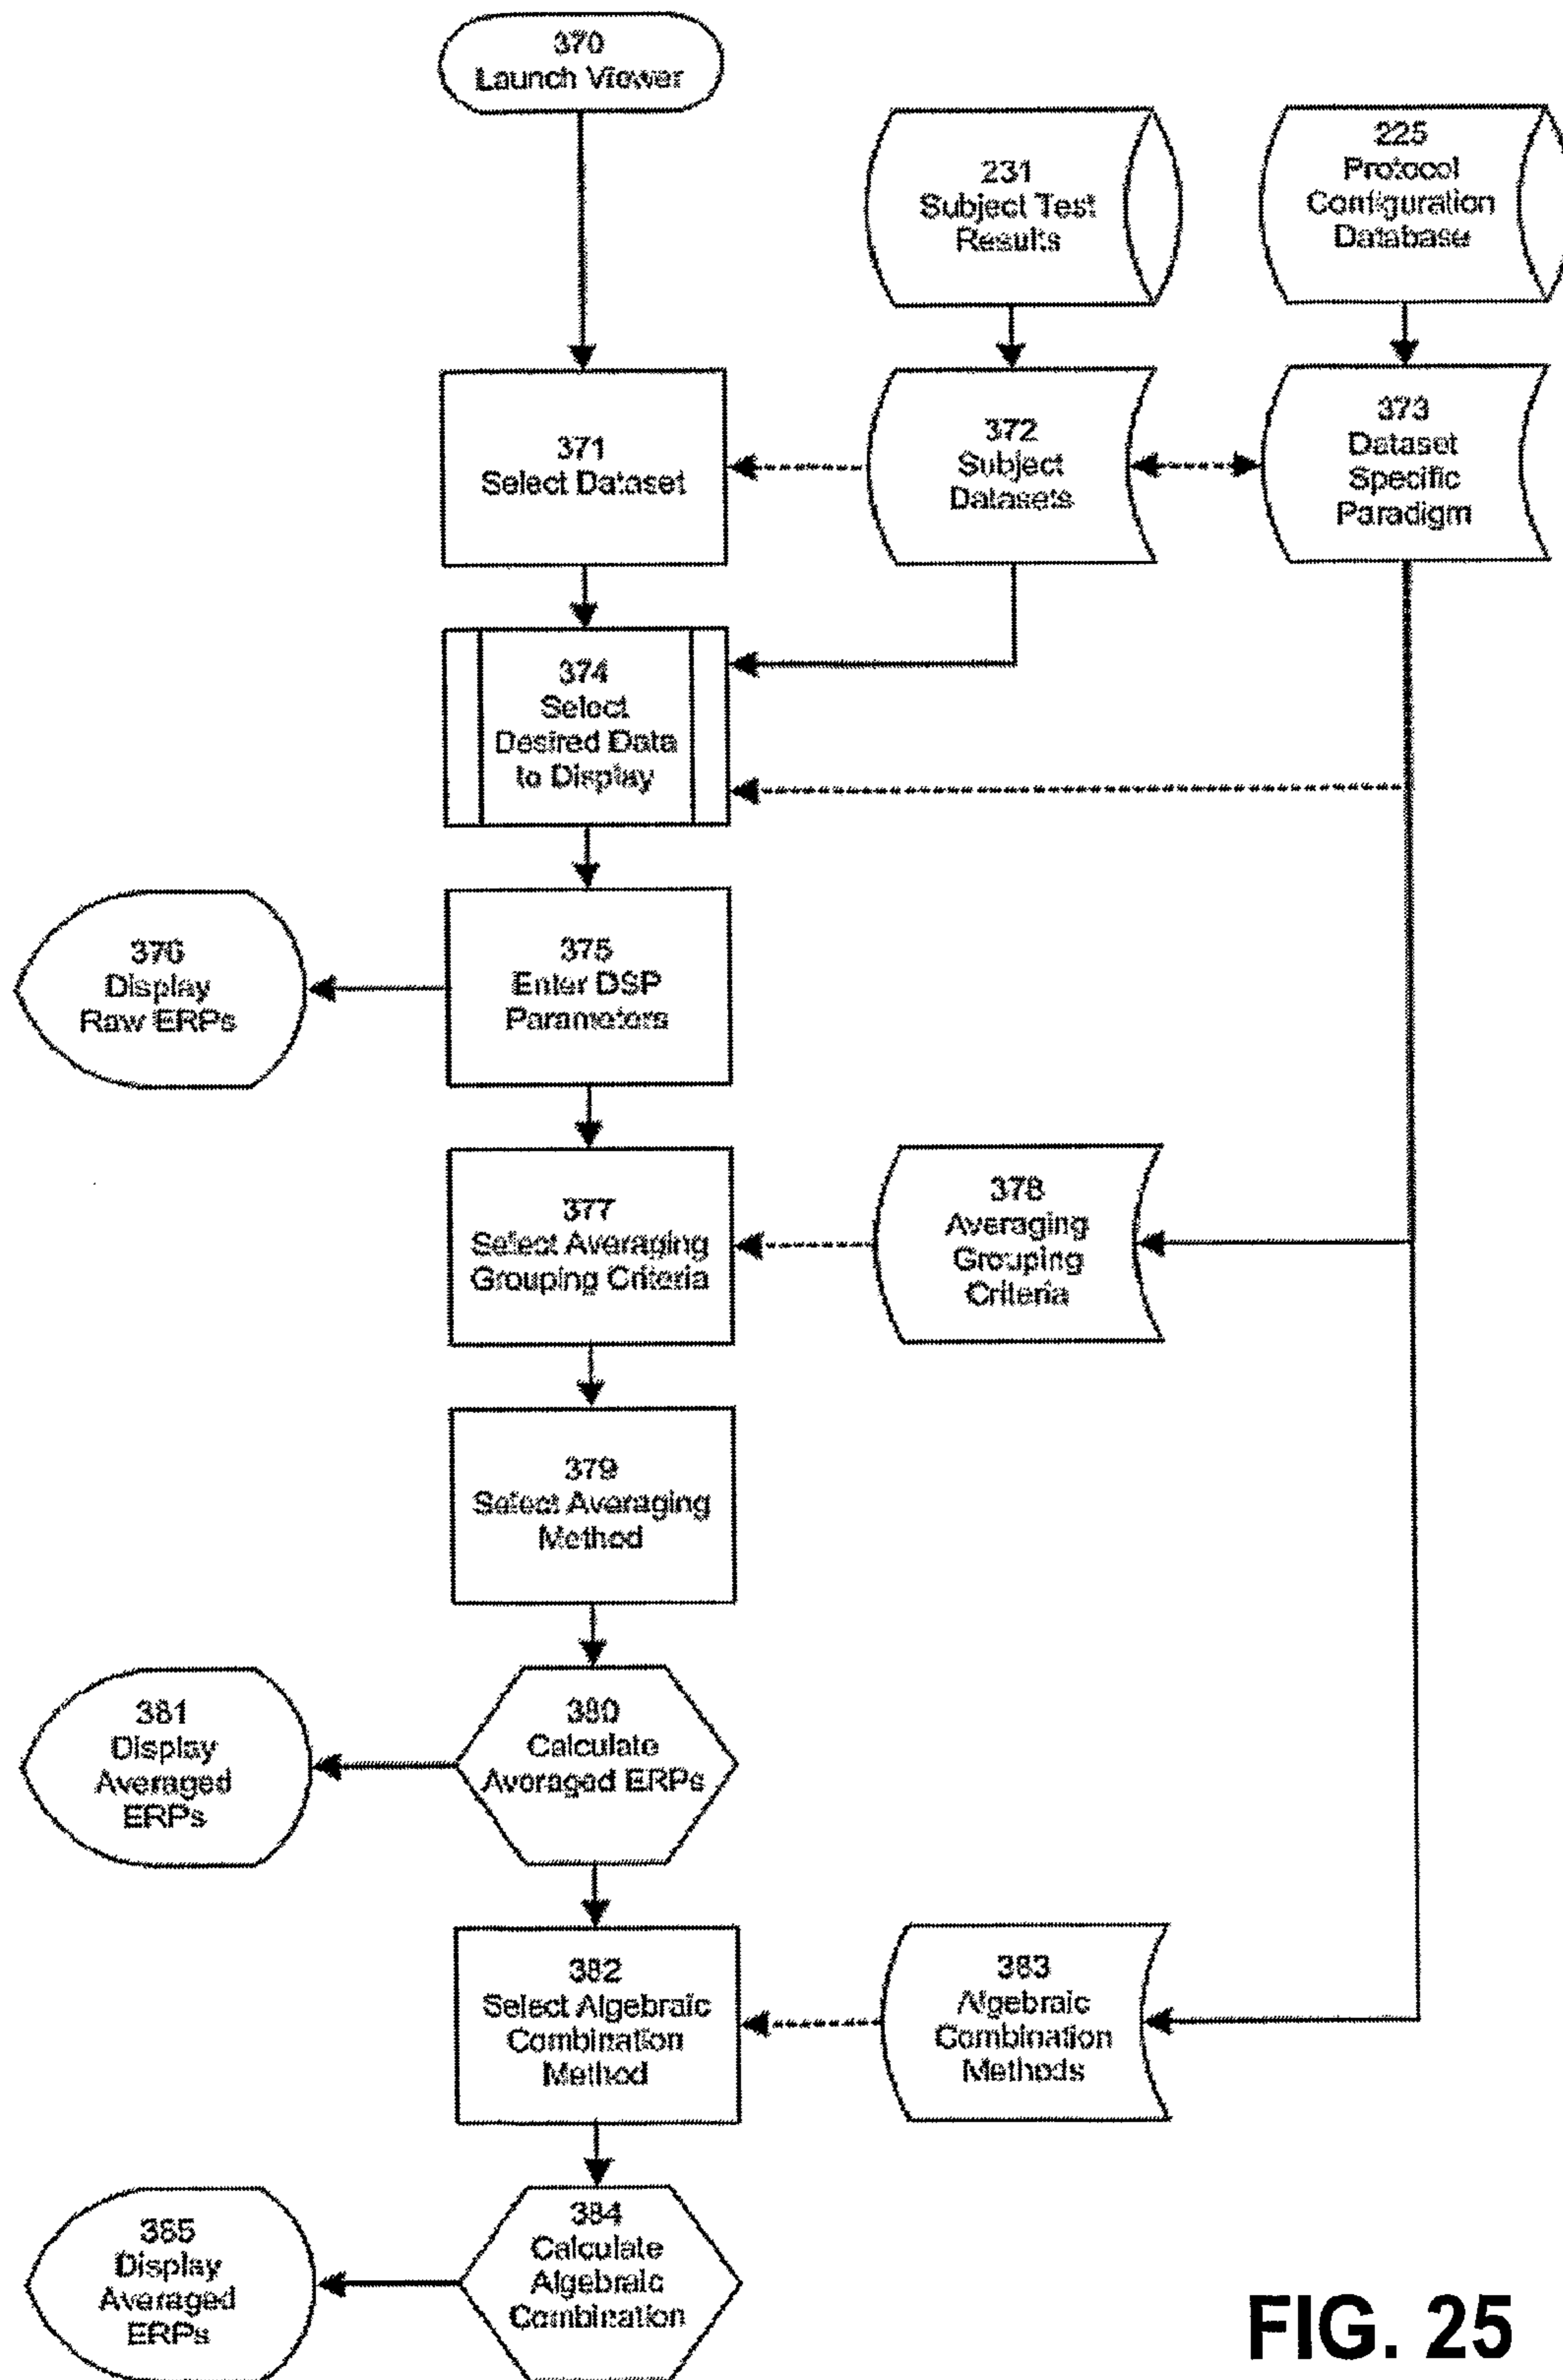 370
Launch Viewer
231
Subject Test
Results
225
Protocol
Configuration
Database
371
Select Dataset
372
Subject
Datasets
373
Dataset
Specific
Paradigm
374
Select
Desired Data
to Display
376
Display
Raw ERPs
375
Enter DSP
Parameters
377
Select Averaging
Grouping Criteria
378
Averaging
Grouping
Criteria
379
Select Averaging
Method
381
Display
Averaged
ERPs
380
Calculate
Averaged ERPs
382
Select Algebraic
Combination
Method
383
Algebraic
Combination
Methods
385
Display
Averaged
ERPs
384
Calculate
Algebraic
Combination
FIG. 25